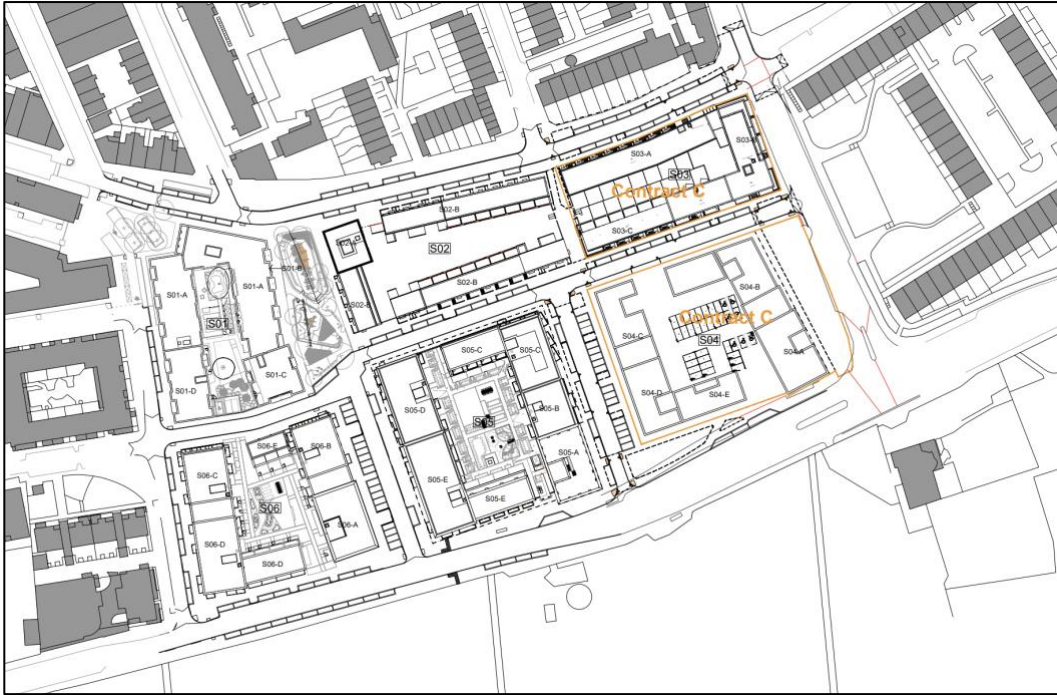 S03-A
S03
Contract C
S03-C
S02-B
S02
S02-B
S01-A
S01-A
S01-B
S01
S01-D
S01-C
S04-B
Contract C
S04
S04-C
S04-A
S04-D
S04-E
S05-C
S05-C
S05-D
S05
S05-B
S05-A
S05-E
S05-E
S06-E
S06-B
S06-C
S06
S06-A
S06-D
S06-D